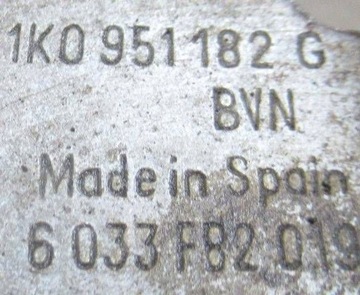 1K0 951 182 G
BVN
Made in Spain
6 033 F82 019